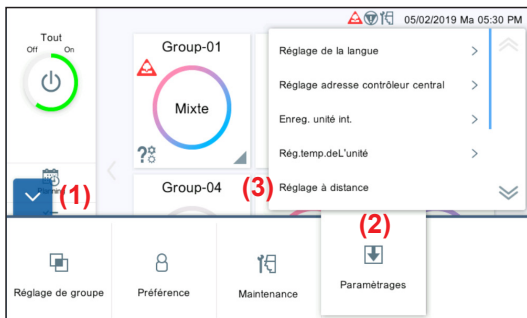 05/02/2019 Ma 05:30 PM
Tout
Off On
Group-01
Mixte
Group-04
Réglage de la langue
Réglage adresse contrôleur central
Enreg. unité int.
Rég.temp.deL'unité
Réglage à distance
(1)
(3)
(2)
Réglage de groupe
Préférence
Maintenance
Paramétrages